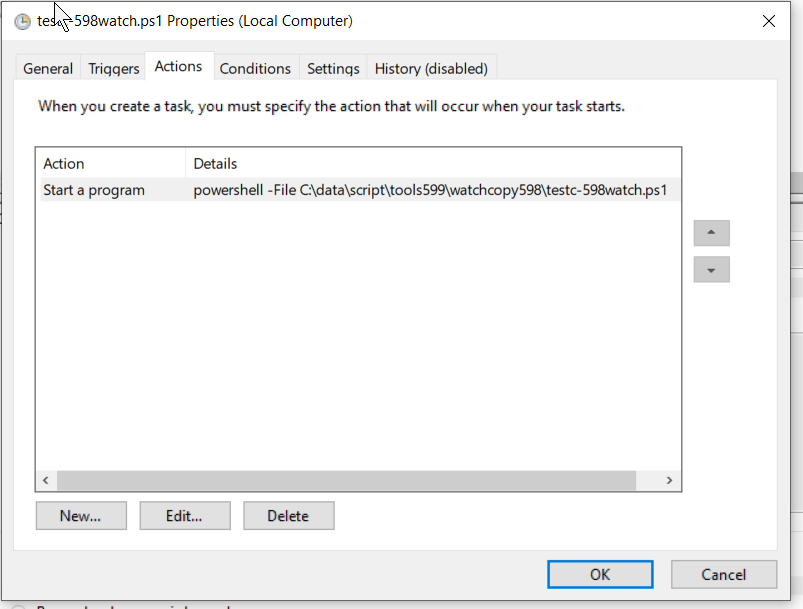 testc-598watch.ps1 Properties (Local Computer)
General Triggers Actions Conditions Settings History (disabled)
When you create a task, you must specify the action that will occur when your task starts.
Action Details
Start a program powershell -File C:\data\script\tools599\watchcopy598\testc-598watch.ps1
New... Edit... Delete
OK Cancel